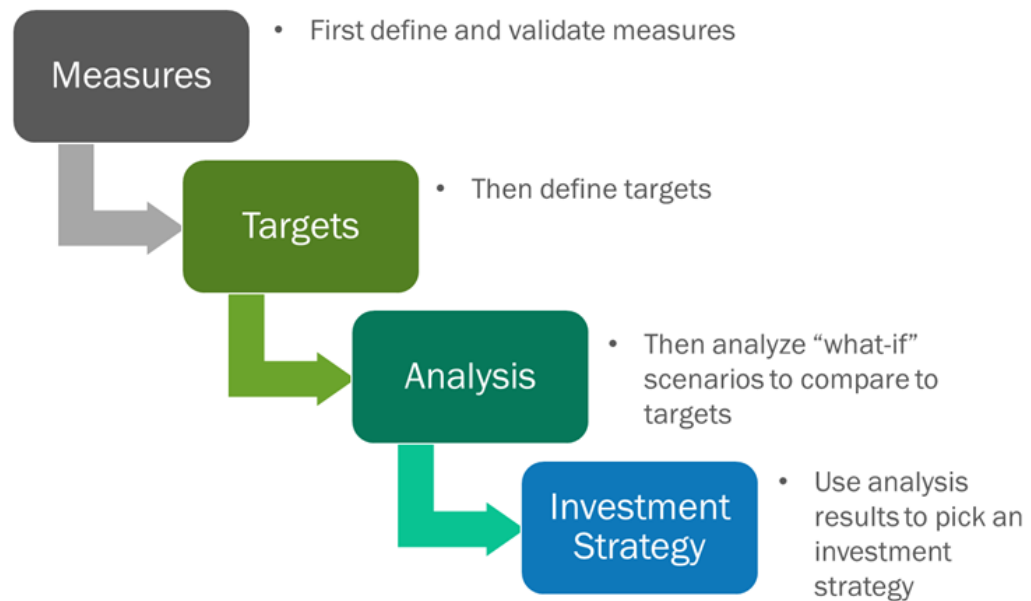 Measures
• First define and validate measures
Targets
• Then define targets
Analysis
• Then analyze “what-if”
scenarios to compare to
targets
Investment
Strategy
• Use analysis
results to pick an
investment
strategy